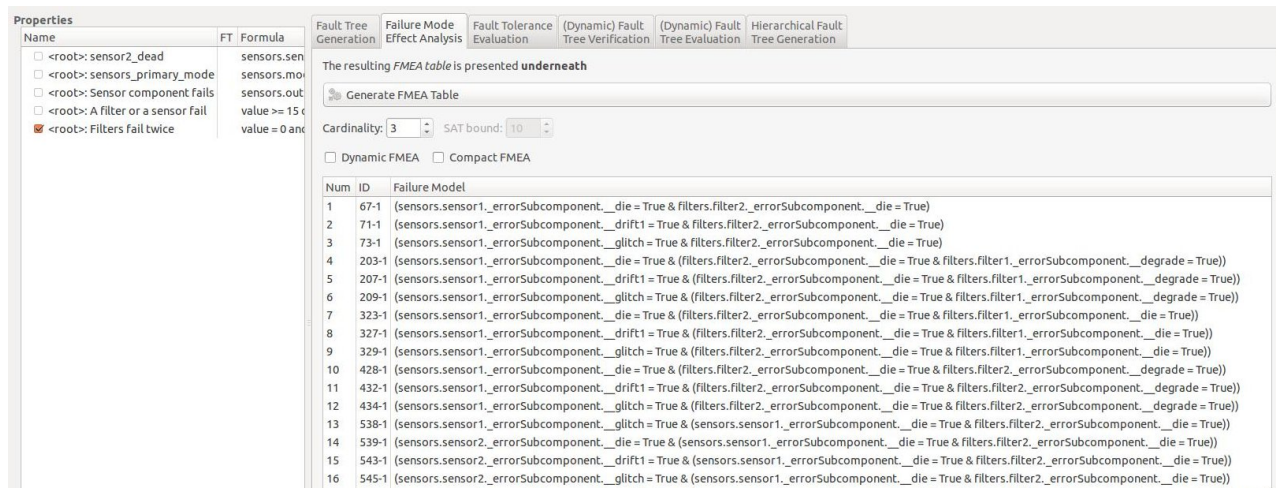 Properties
Name FT Formula
<root>: sensor2_dead sensors.sen
<root>: sensors_primary_mode sensors.mo
<root>: Sensor component fails sensors.out
<root>: A filter or a sensor fail value >= 15 o
<root>: Filters fail twice value = 0 and
Fault Tree Generation
Failure Mode Effect Analysis
Fault Tolerance Evaluation
(Dynamic) Fault Tree Verification
(Dynamic) Fault Tree Evaluation
Hierarchical Fault Tree Generation
The resulting FMEA table is presented underneath
Generate FMEA Table
Cardinality: 3 SAT bound: 10
Dynamic FMEA Compact FMEA
Num ID Failure Model
1 67-1 (sensors.sensor1._errorSubcomponent.__die = True & filters.filter2._errorSubcomponent.__die = True)
2 71-1 (sensors.sensor1._errorSubcomponent.__drift1 = True & filters.filter2._errorSubcomponent.__die = True)
3 73-1 (sensors.sensor1._errorSubcomponent.__glitch = True & filters.filter2._errorSubcomponent.__die = True)
4 203-1 (sensors.sensor1._errorSubcomponent.__die = True & (filters.filter2._errorSubcomponent.__die = True & filters.filter1._errorSubcomponent.__degrade = True))
5 207-1 (sensors.sensor1._errorSubcomponent.__drift1 = True & (filters.filter2._errorSubcomponent.__die = True & filters.filter1._errorSubcomponent.__degrade = True))
6 209-1 (sensors.sensor1._errorSubcomponent.__glitch = True & (filters.filter2._errorSubcomponent.__die = True & filters.filter1._errorSubcomponent.__degrade = True))
7 323-1 (sensors.sensor1._errorSubcomponent.__die = True & (filters.filter2._errorSubcomponent.__die = True & filters.filter1._errorSubcomponent.__die = True))
8 327-1 (sensors.sensor1._errorSubcomponent.__drift1 = True & (filters.filter2._errorSubcomponent.__die = True & filters.filter1._errorSubcomponent.__die = True))
9 329-1 (sensors.sensor1._errorSubcomponent.__glitch = True & (filters.filter2._errorSubcomponent.__die = True & filters.filter1._errorSubcomponent.__die = True))
10 428-1 (sensors.sensor1._errorSubcomponent.__die = True & (filters.filter2._errorSubcomponent.__die = True & filters.filter2._errorSubcomponent.__degrade = True))
11 432-1 (sensors.sensor1._errorSubcomponent.__drift1 = True & (filters.filter2._errorSubcomponent.__die = True & filters.filter2._errorSubcomponent.__degrade = True))
12 434-1 (sensors.sensor1._errorSubcomponent.__glitch = True & (filters.filter2._errorSubcomponent.__die = True & filters.filter2._errorSubcomponent.__degrade = True))
13 538-1 (sensors.sensor1._errorSubcomponent.__glitch = True & (sensors.sensor1._errorSubcomponent.__die = True & filters.filter2._errorSubcomponent.__die = True))
14 539-1 (sensors.sensor2._errorSubcomponent.__die = True & (sensors.sensor1._errorSubcomponent.__die = True & filters.filter2._errorSubcomponent.__die = True))
15 543-1 (sensors.sensor2._errorSubcomponent.__drift1 = True & (sensors.sensor1._errorSubcomponent.__die = True & filters.filter2._errorSubcomponent.__die = True))
16 545-1 (sensors.sensor2._errorSubcomponent.__glitch = True & (sensors.sensor1._errorSubcomponent.__die = True & filters.filter2._errorSubcomponent.__die = True))